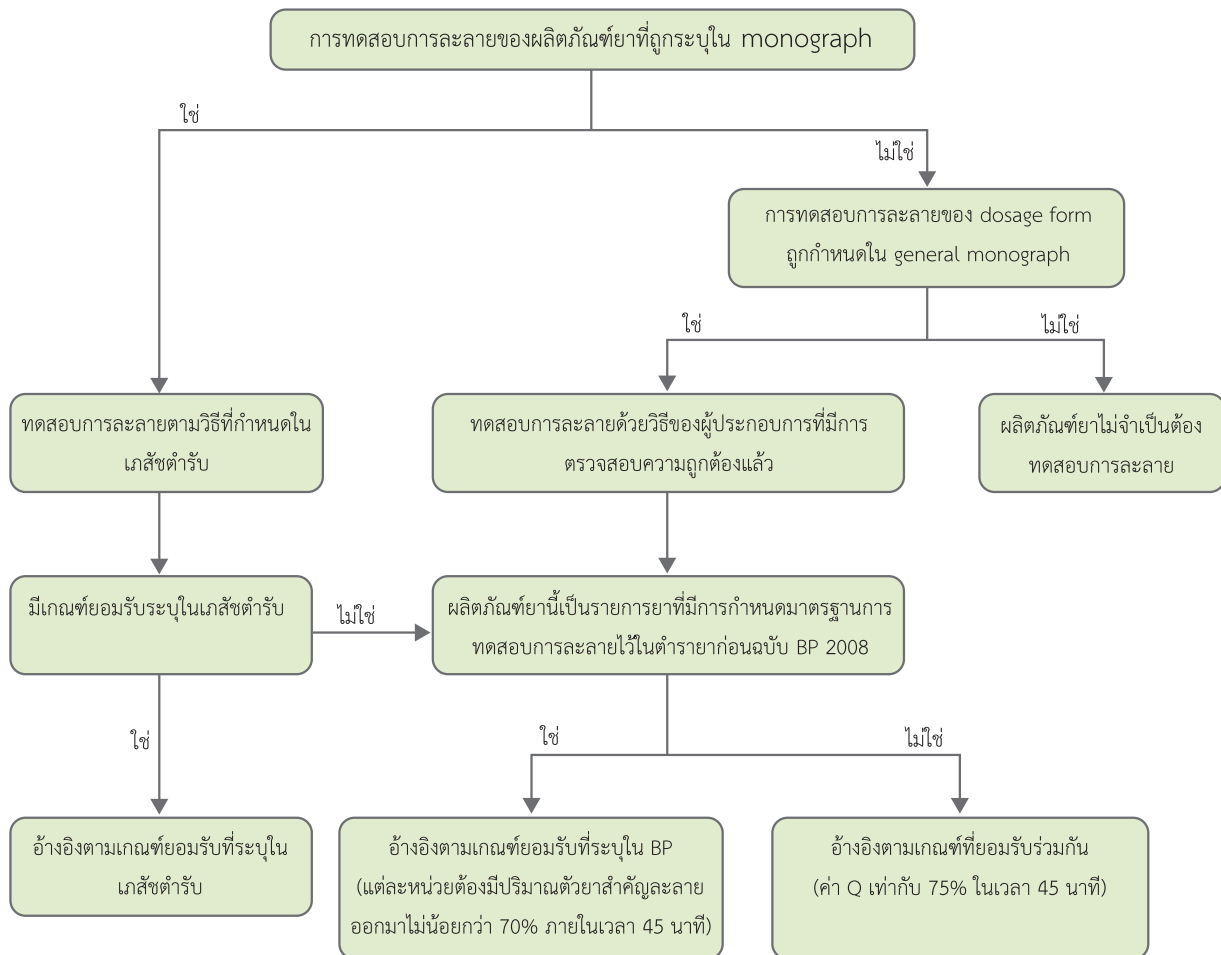 การทดสอบการละลายของผลิตภัณฑ์ยาที่ถูกระบุใน monograph
ใช่
ไม่ใช่
การทดสอบการละลายของ dosage form
ถูกกำหนดใน general monograph
ใช่
ไม่ใช่
ทดสอบการละลายตามวิธีที่กำหนดใน
เภสัชตำรับ
ทดสอบการละลายด้วยวิธีของผู้ประกอบการที่มีการ
ตรวจสอบความถูกต้องแล้ว
ผลิตภัณฑ์ยาไม่จำเป็นต้อง
ทดสอบการละลาย
มีเกณฑ์ยอมรับระบุในเภสัชตำรับ
ไม่ใช่
ผลิตภัณฑ์ยานี้เป็นรายการยาที่มีการกำหนดมาตรฐานการ
ทดสอบการละลายไว้ในตำรายาก่อนฉบับ BP 2008
ใช่
ใช่
ไม่ใช่
อ้างอิงตามเกณฑ์ยอมรับที่ระบุใน
เภสัชตำรับ
อ้างอิงตามเกณฑ์ยอมรับที่ระบุใน BP
(แต่ละหน่วยต้องมีปริมาณตัวยาสำคัญละลาย
ออกมาไม่น้อยกว่า 70% ภายในเวลา 45 นาที)
อ้างอิงตามเกณฑ์ที่ยอมรับร่วมกัน
(ค่า Q เท่ากับ 75% ในเวลา 45 นาที)